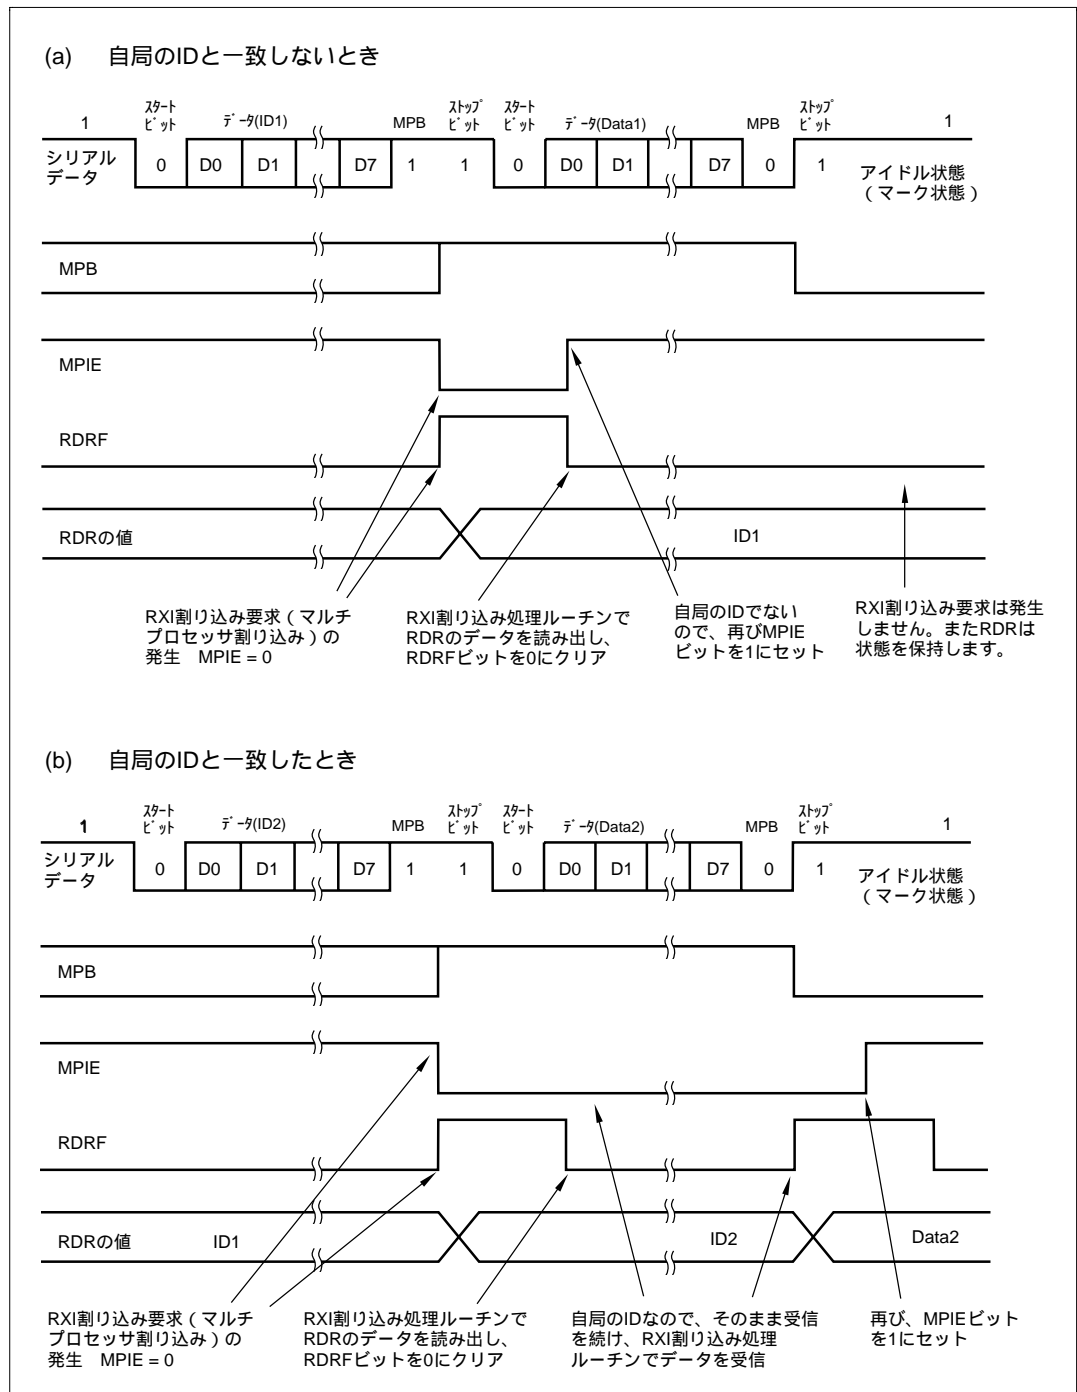 (a) 自局のIDと一致しないとき
1 ｽﾀｰﾄ ﾃﾞｰﾀ(ID1) MPB ｽﾄｯﾌﾟ ｽﾀｰﾄ ﾃﾞｰﾀ(Data1) MPB ｽﾄｯﾌﾟ 1
ﾋﾞｯﾄ ﾋﾞｯﾄ ﾋﾞｯﾄ ﾋﾞｯﾄ
シリアル
データ
0 D0 D1 D7 1 1 0 D0 D1 D7 0 1
アイドル状態
（マーク状態）
MPB
MPIE
RDRF
RDRの値 ID1
RXI割り込み要求（マルチ
プロセッサ割り込み）の
発生 MPIE = 0
RXI割り込み処理ルーチンで
RDRのデータを読み出し、
RDRFビットを0にクリア
自局のIDでない
ので、再びMPIE
ビットを1にセット
RXI割り込み要求は発生
しません。またRDRは
状態を保持します。
(b) 自局のIDと一致したとき
1 ｽﾀｰﾄ ﾃﾞｰﾀ(ID2) MPB ｽﾄｯﾌﾟ ｽﾀｰﾄ ﾃﾞｰﾀ(Data2) MPB ｽﾄｯﾌﾟ 1
ﾋﾞｯﾄ ﾋﾞｯﾄ ﾋﾞｯﾄ ﾋﾞｯﾄ
シリアル
データ
0 D0 D1 D7 1 1 0 D0 D1 D7 0 1
アイドル状態
（マーク状態）
MPB
MPIE
RDRF
RDRの値 ID1 ID2 Data2
RXI割り込み要求（マルチ
プロセッサ割り込み）の
発生 MPIE = 0
RXI割り込み処理ルーチンで
RDRのデータを読み出し、
RDRFビットを0にクリア
自局のIDなので、そのまま受信
を続け、RXI割り込み処理
ルーチンでデータを受信
再び、MPIEビット
を1にセット